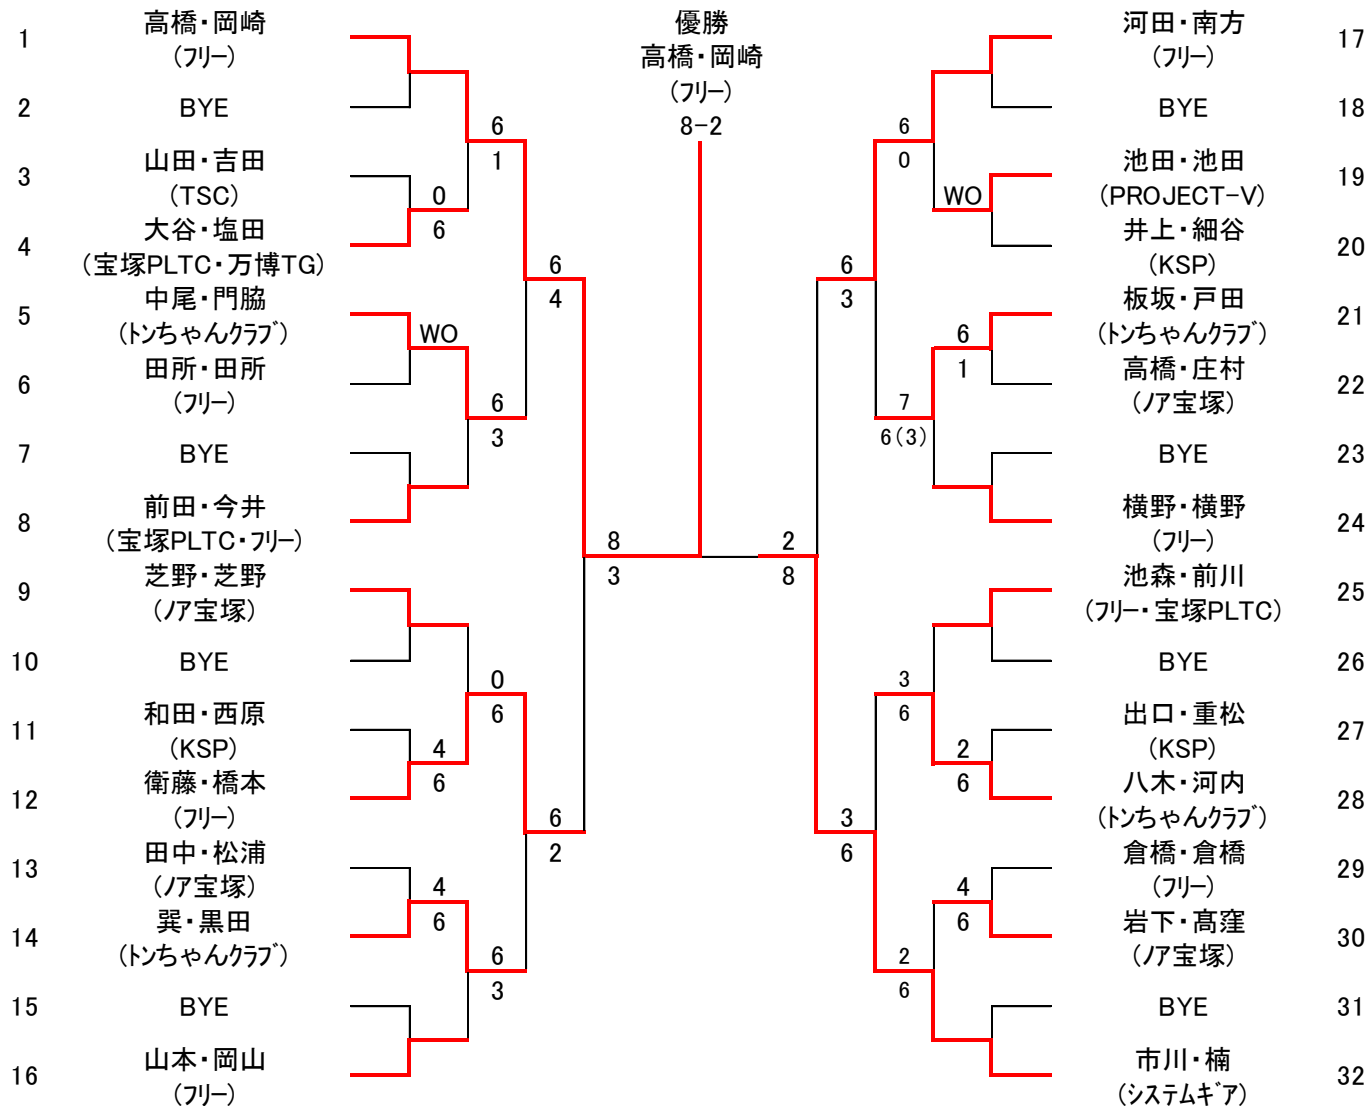 優勝
高橋・岡崎
(フリー)
8-2
1 高橋・岡崎
(フリー)
2 BYE
3 山田・吉田
(TSC)
4 大谷・塩田
(宝塚PLTC・万博TG)
5 中尾・門脇
(トンちゃんクラブ)
6 田所・田所
(フリー)
7 BYE
8 前田・今井
(宝塚PLTC・フリー)
9 芝野・芝野
(ノア宝塚)
10 BYE
11 和田・西原
(KSP)
12 衛藤・橋本
(フリー)
13 田中・松浦
(ノア宝塚)
14 巽・黒田
(トンちゃんクラブ)
15 BYE
16 山本・岡山
(フリー)
0
6
WO
4
6
4
6
6
1
6
3
0
6
6
3
6
4
6
2
8
3
河田・南方 17
(フリー)
BYE 18
池田・池田 19
(PROJECT-V)
井上・細谷 20
(KSP)
板坂・戸田 21
(トンちゃんクラブ)
高橋・庄村 22
(ノア宝塚)
BYE 23
横野・横野 24
(フリー)
池森・前川 25
(フリー・宝塚PLTC)
BYE 26
出口・重松 27
(KSP)
八木・河内 28
(トンちゃんクラブ)
倉橋・倉橋 29
(フリー)
岩下・髙窪 30
(ノア宝塚)
BYE 31
市川・楠 32
(システムギア)
WO
6
1
2
6
4
6
6
0
7
6(3)
3
6
2
6
6
3
3
6
2
8